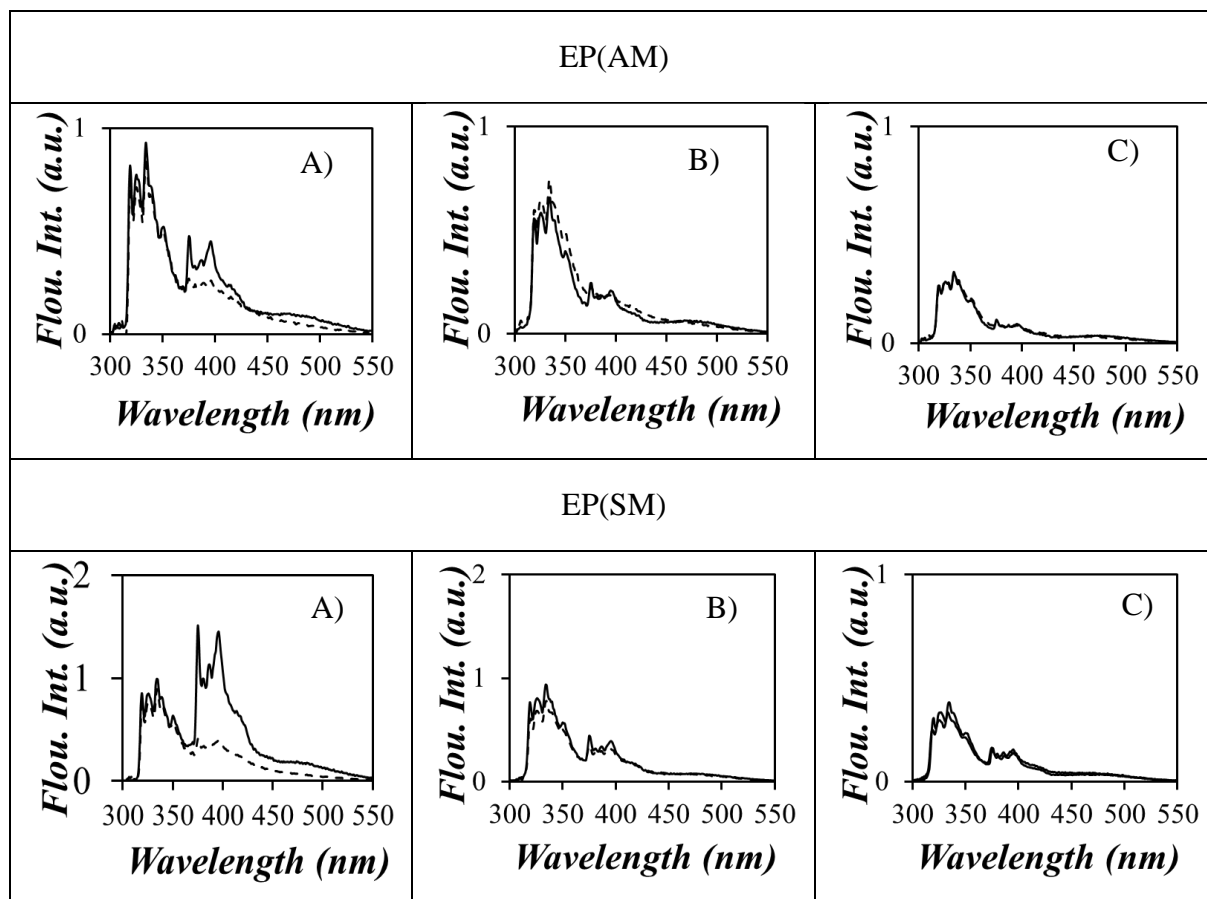 EP(AM)
Flou. Int. (a.u.)
1
0
A)
300 350 400 450 500 550
Wavelength (nm)
Flou. Int. (a.u.)
1
0
B)
300 350 400 450 500 550
Wavelength (nm)
Flou. Int. (a.u.)
1
0
C)
300 350 400 450 500 550
Wavelength (nm)
EP(SM)
Flou. Int. (a.u.)
2
1
0
A)
300 350 400 450 500 550
Wavelength (nm)
Flou. Int. (a.u.)
2
1
0
B)
300 350 400 450 500 550
Wavelength (nm)
Flou. Int. (a.u.)
1
0
C)
300 350 400 450 500 550
Wavelength (nm)